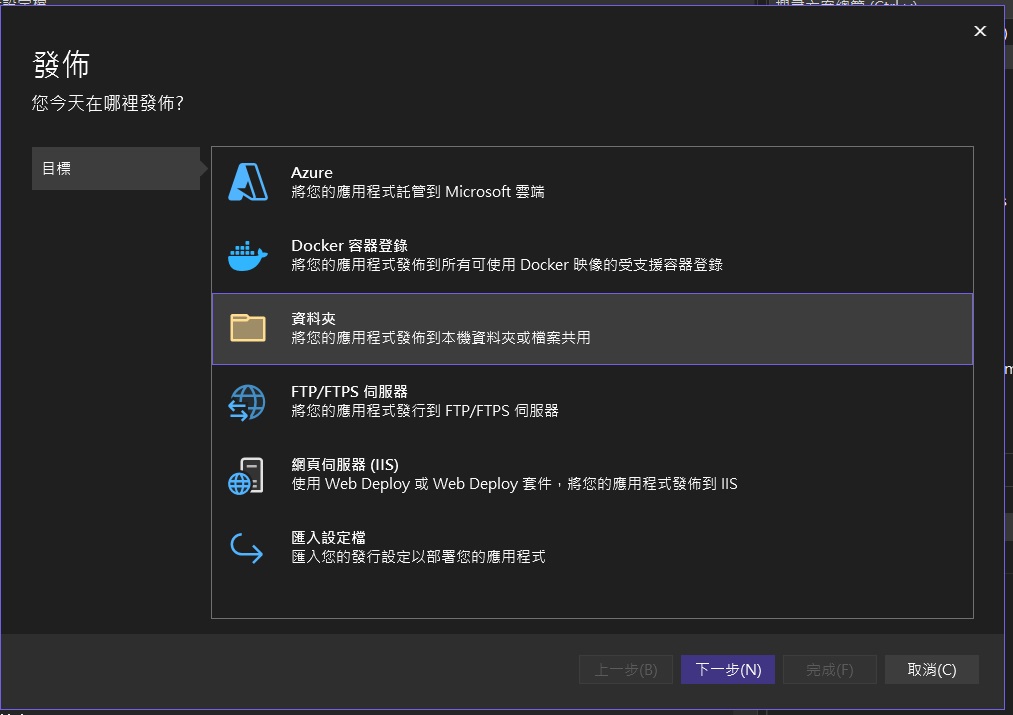 發佈
您今天在哪裡發佈?
目標
Azure
將您的應用程式託管到 Microsoft 雲端
Docker 容器登錄
將您的應用程式發佈到所有可使用 Docker 映像的受支援容器登錄
資料夾
將您的應用程式發佈到本機資料夾或檔案共用
FTP/FTPS 伺服器
將您的應用程式發行到 FTP/FTPS 伺服器
網頁伺服器 (IIS)
使用 Web Deploy 或 Web Deploy 套件，將您的應用程式發佈到 IIS
匯入設定檔
匯入您的發行設定以部署您的應用程式
上一步(B)
下一步(N)
完成(F)
取消(C)